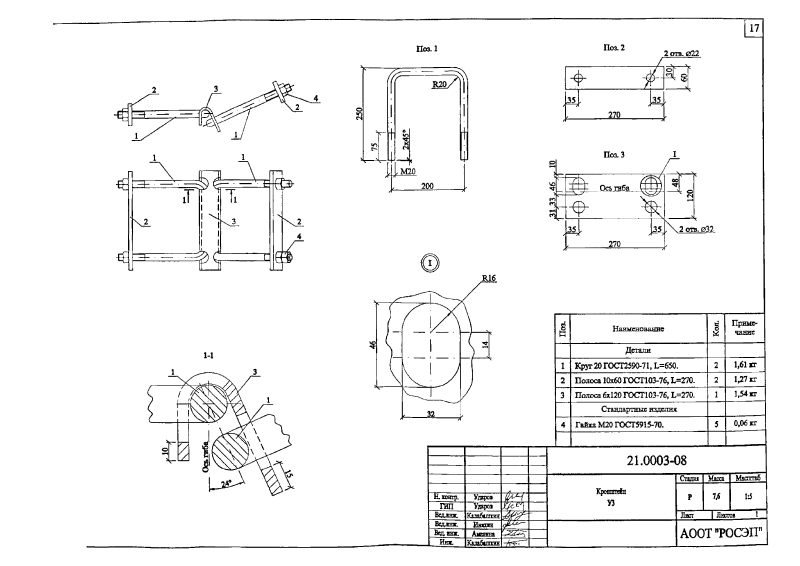 17
Поз. 1
Поз. 2
2 отв. ⌀22
2
3
4
2
1
1
R20
250
75
2х45°
М20
200
30
60
35
35
270
1
1
1
1
2
3
2
4
Поз. 3
I
10
46
33
31
Ось гиба
48
120
35
35
2 отв. ⌀32
270
I
R16
46
14
32
1-1
1
3
1
10
Ось гиба
24°
15
Поз. Наименование Кол. Приме-
чание
Детали
1 Круг 20 ГОСТ2590-71, L=650. 2 1,61 кг
2 Полоса 10х60 ГОСТ103-76, L=270. 2 1,27 кг
3 Полоса 6х120 ГОСТ103-76, L=270. 1 1,54 кг
Стандартные изделия
4 Гайка М20 ГОСТ5915-70. 5 0,06 кг
21.0003-08
Кронштейн
У3
Стадия Масса Масштаб
Р 7,6 1:5
Лист Листов 1
АООТ "РОСЭП"
Н. контр. Ударов
ГИП Ударов
Вед.инж. Калабашкин
Вед.инж.
Вед. инж. Амелина
Инж. Калабашкин